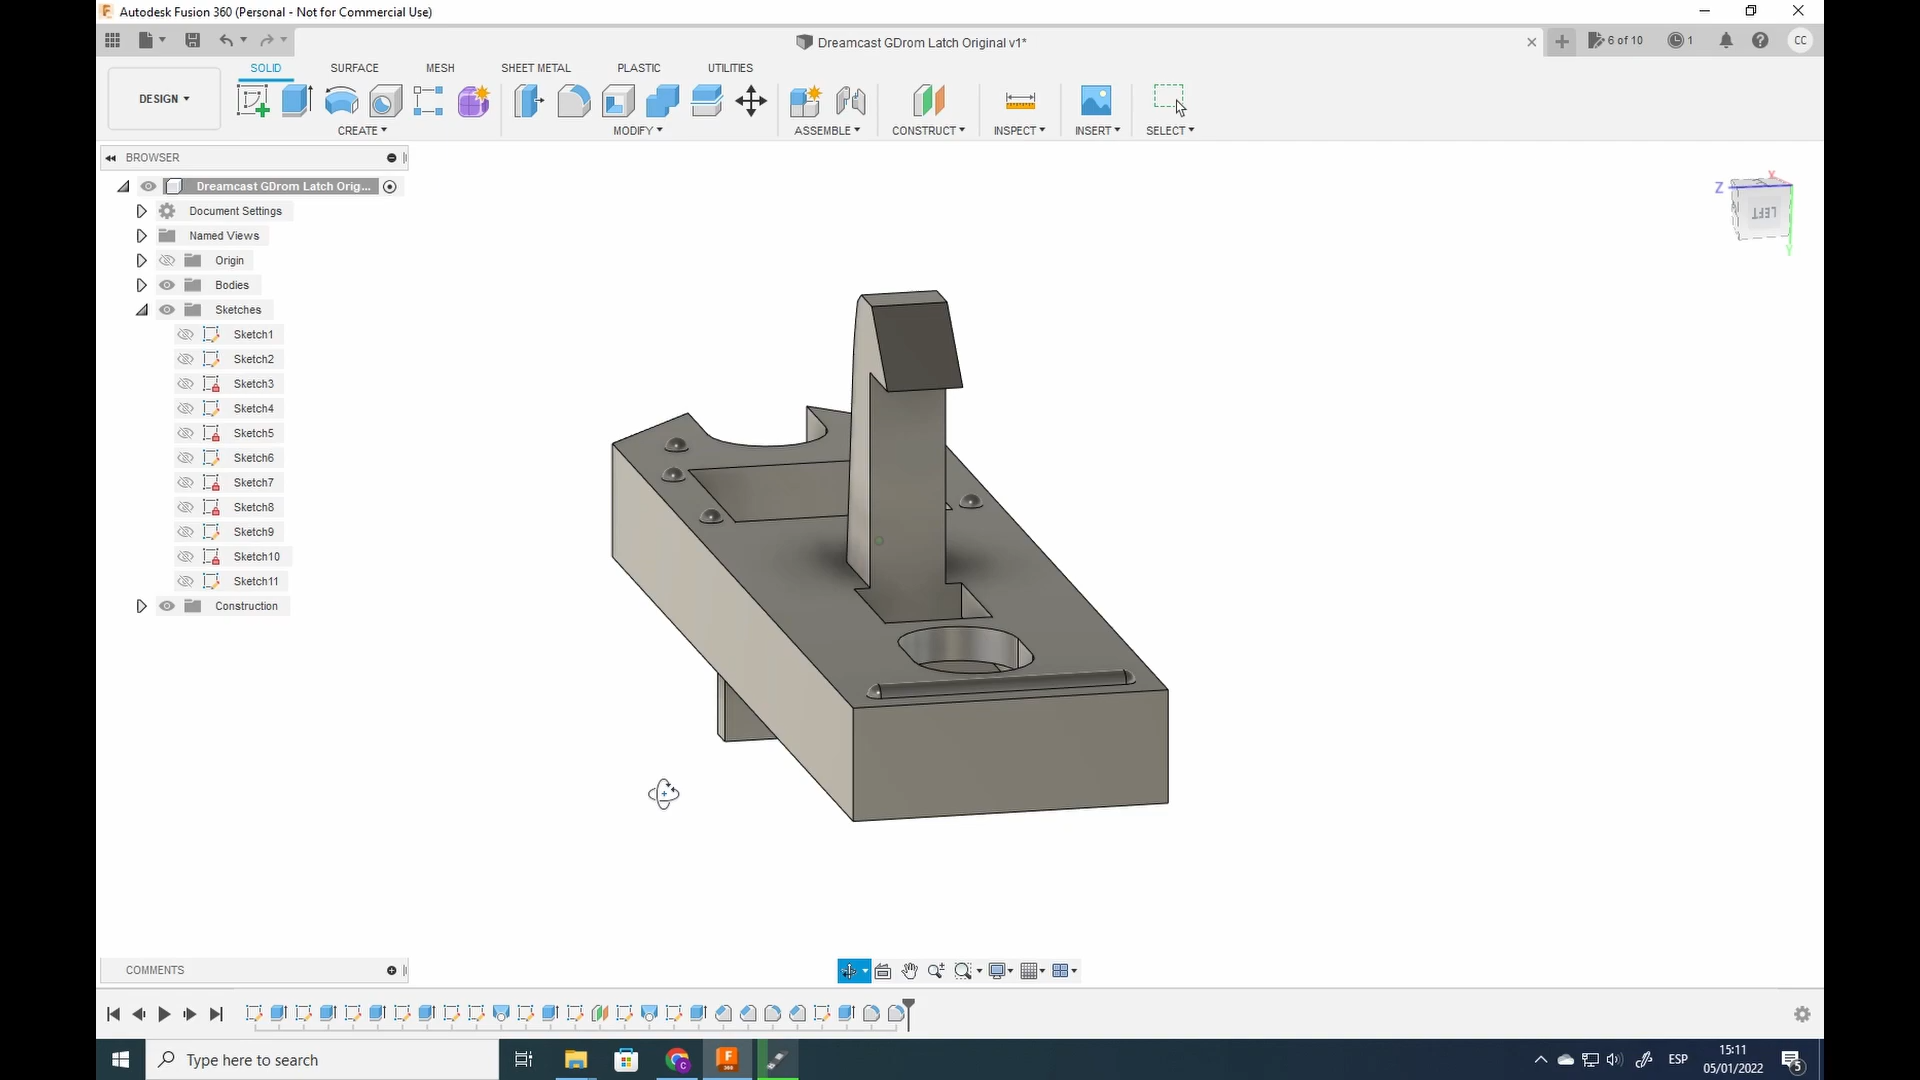 Autodesk Fusion 360 (Personal - Not for Commercial Use)
Dreamcast GDrom Latch Original v1*
6 of 10
1
CC
DESIGN
SOLID
SURFACE
MESH
SHEET METAL
PLASTIC
UTILITIES
CREATE
MODIFY
ASSEMBLE
CONSTRUCT
INSPECT
INSERT
SELECT
BROWSER
Dreamcast GDrom Latch Orig...
Document Settings
Named Views
Origin
Bodies
Sketches
Sketch1
Sketch2
Sketch3
Sketch4
Sketch5
Sketch6
Sketch7
Sketch8
Sketch9
Sketch10
Sketch11
Construction
X
Z
LEFT
Y
COMMENTS
Type here to search
ESP
15:11
05/01/2022
5